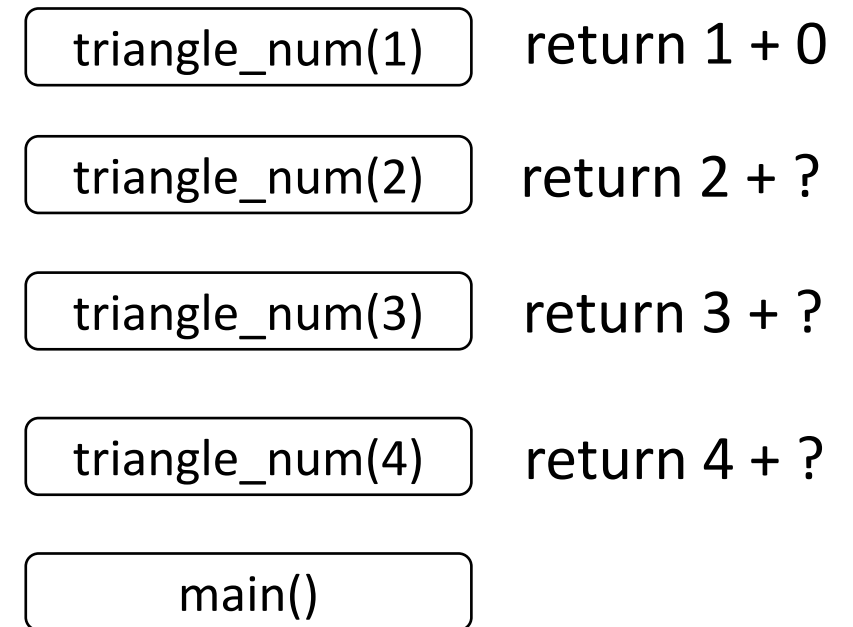 triangle_num(1) return 1 + 0
triangle_num(2) return 2 + ?
triangle_num(3) return 3 + ?
triangle_num(4) return 4 + ?
main()